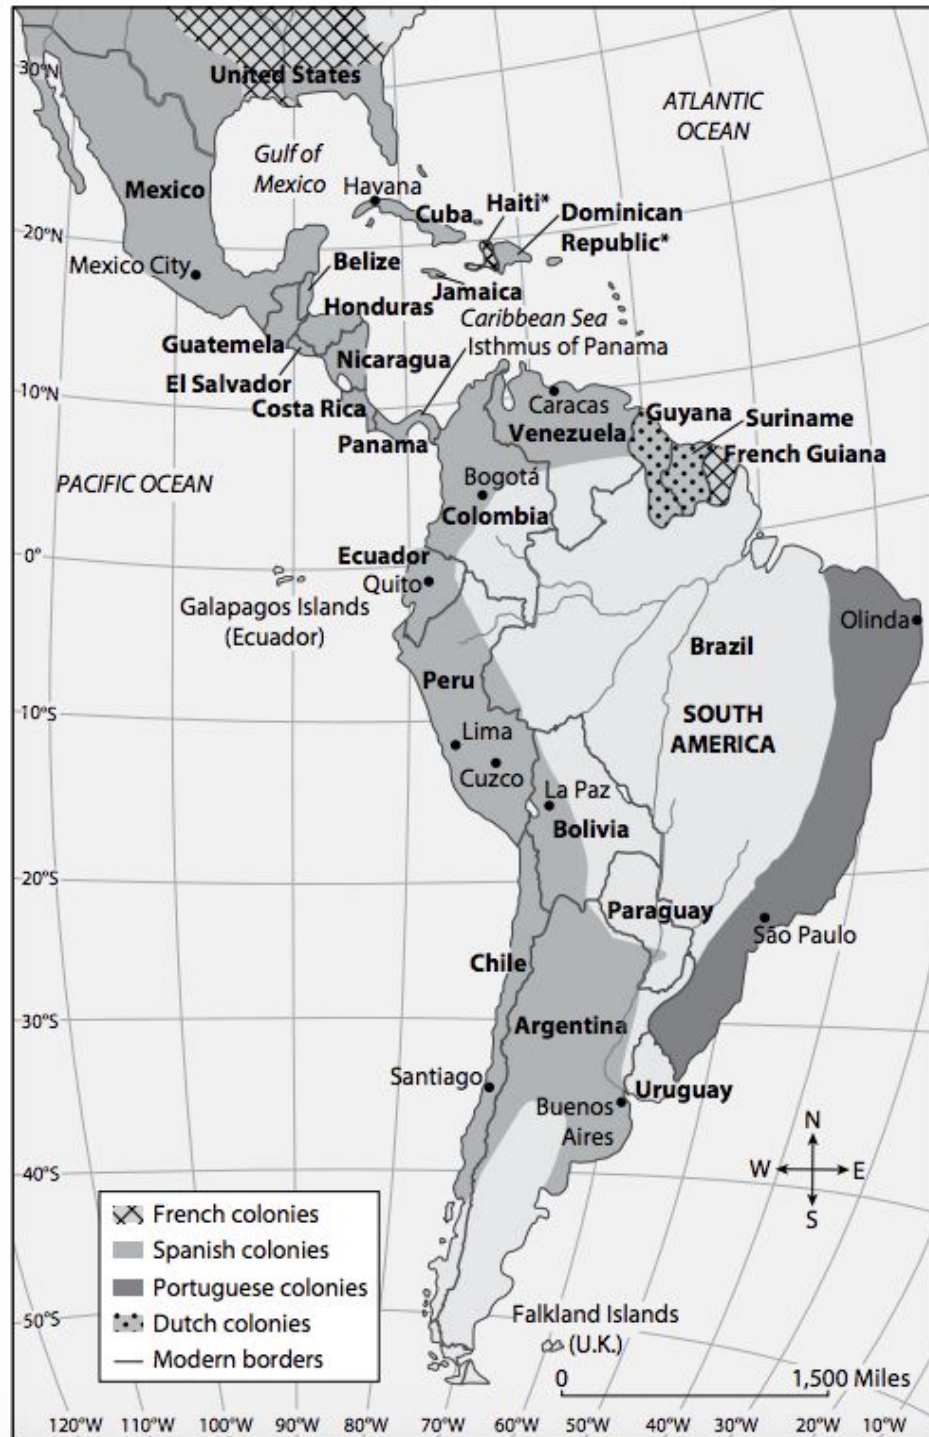 30°N
United States
ATLANTIC
OCEAN
Gulf of
Mexico
Mexico
Havana
Cuba
Haiti*
Dominican
Republic*
20°N
Mexico City
Belize
Jamaica
Honduras
Caribbean Sea
Guatemela
Isthmus of Panama
Nicaragua
El Salvador
10°N
Costa Rica
Caracas
Guyana
Suriname
Panama
Venezuela
French Guiana
PACIFIC OCEAN
Bogotá
Colombia
0°
Ecuador
Quito
Galapagos Islands
(Ecuador)
Olinda
Brazil
Peru
10°S
SOUTH
AMERICA
Lima
Cuzco
La Paz
Bolivia
20°S
Paraguay
São Paulo
Chile
30°S
Argentina
Santiago
Uruguay
Buenos
Aires
N
W
E
S
40°S
French colonies
Spanish colonies
Portuguese colonies
Dutch colonies
Modern borders
50°S
Falkland Islands
(U.K.)
0
1,500 Miles
120°W
110°W
100°W
90°W
80°W
70°W
60°W
50°W
40°W
30°W
20°W
10°W